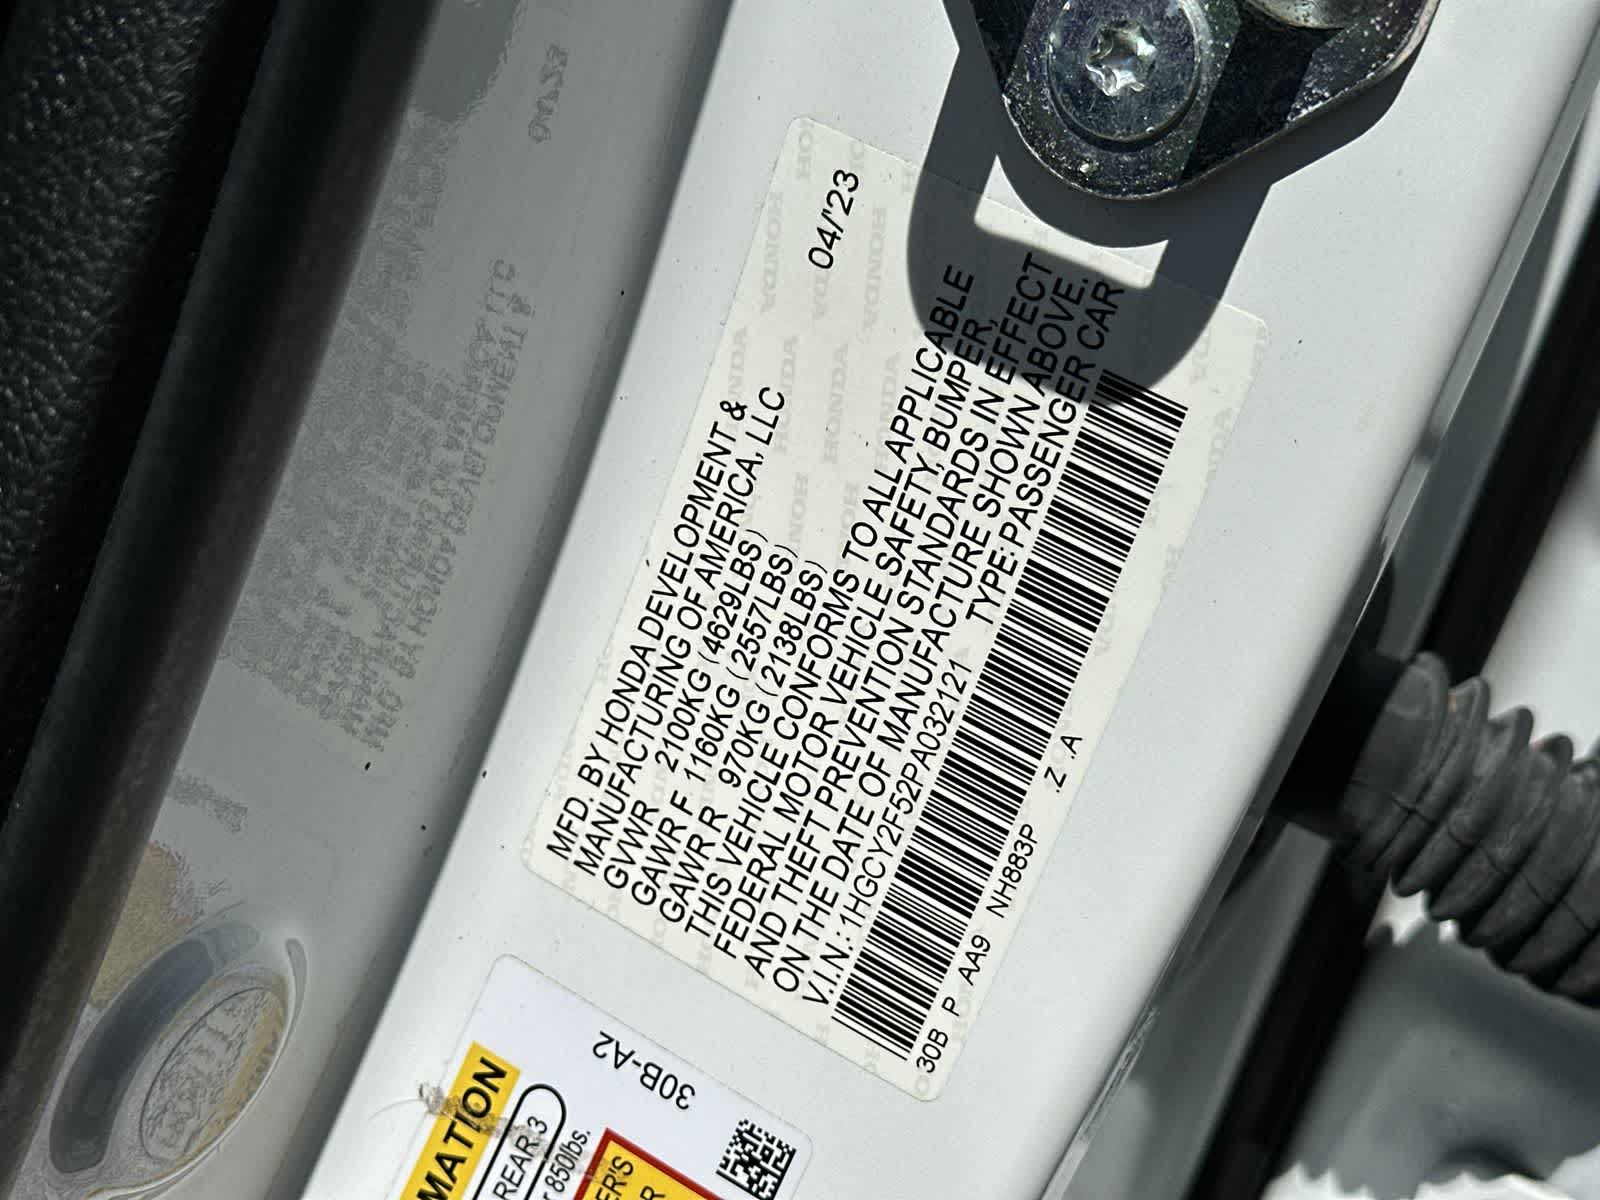 04/'23
MFD. BY HONDA DEVELOPMENT &
MANUFACTURING OF AMERICA, LLC
GVWR 2100KG (4629LBS)
GAWR F 1160KG (2557LBS)
GAWR R 970KG (2138LBS)
THIS VEHICLE CONFORMS TO ALL APPLICABLE
FEDERAL MOTOR VEHICLE SAFETY, BUMPER,
AND THEFT PREVENTION STANDARDS IN EFFECT
ON THE DATE OF MANUFACTURE SHOWN ABOVE.
V.I.N.: 1HGCY2F52PA032121 TYPE: PASSENGER CAR
30B P AA9 NH883P .Z .A
30B-A2
MATION
REAR 3
850lbs.
ER'S
R